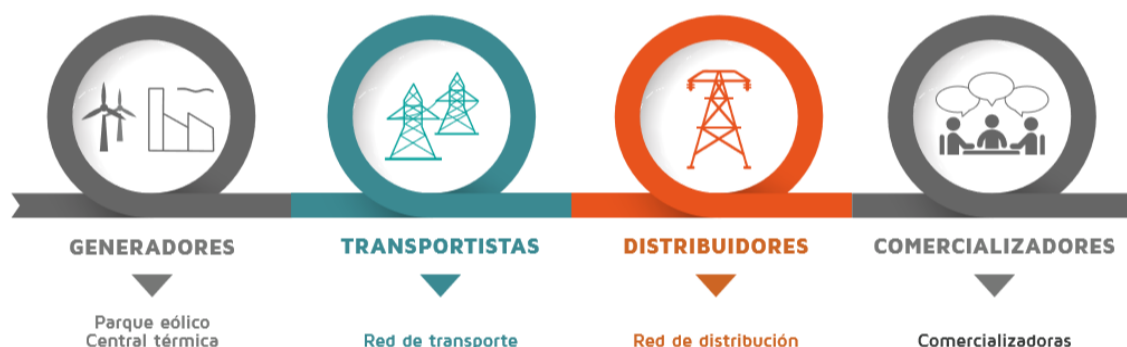 GENERADORES
TRANSPORTISTAS
DISTRIBUIDORES
COMERCIALIZADORES
Parque eólico
Central térmica
Red de transporte
Red de distribución
Comercializadoras